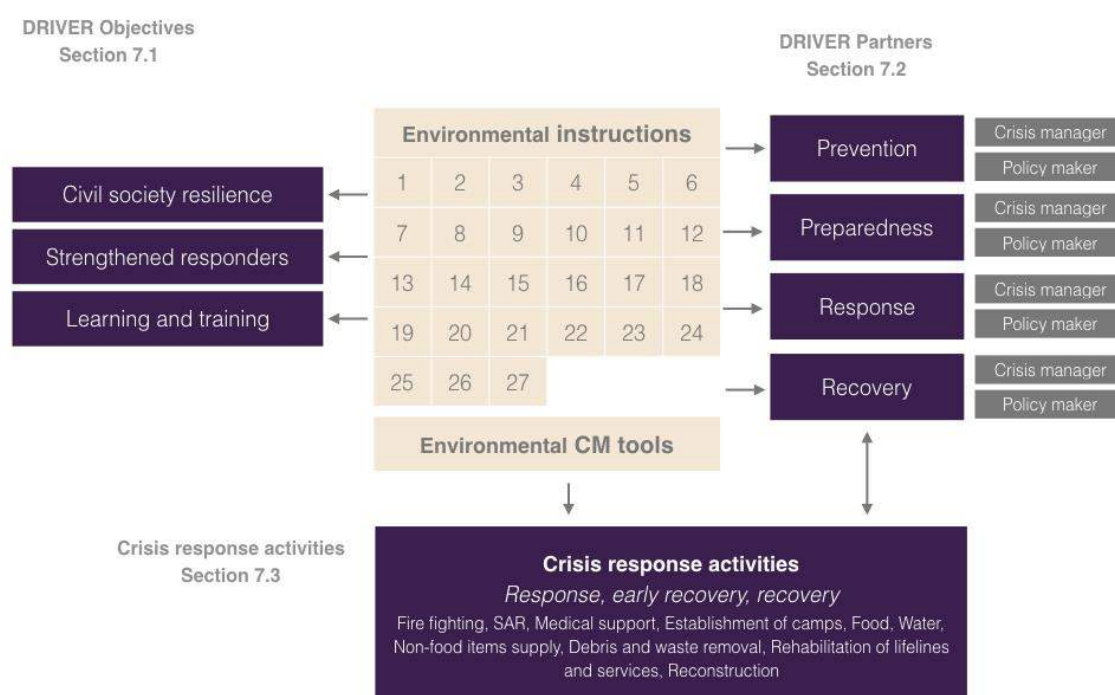 DRIVER Objectives
Section 7.1
DRIVER Partners
Section 7.2
Environmental instructions
1 2 3 4 5 6
7 8 9 10 11 12
13 14 15 16 17 18
19 20 21 22 23 24
25 26 27
Environmental CM tools
Civil society resilience
Strengthened responders
Learning and training
Prevention
Crisis manager
Policy maker
Preparedness
Crisis manager
Policy maker
Response
Crisis manager
Policy maker
Recovery
Crisis manager
Policy maker
Crisis response activities
Section 7.3
Crisis response activities
Response, early recovery, recovery
Fire fighting, SAR, Medical support, Establishment of camps, Food, Water,
Non-food items supply, Debris and waste removal, Rehabilitation of lifelines
and services, Reconstruction